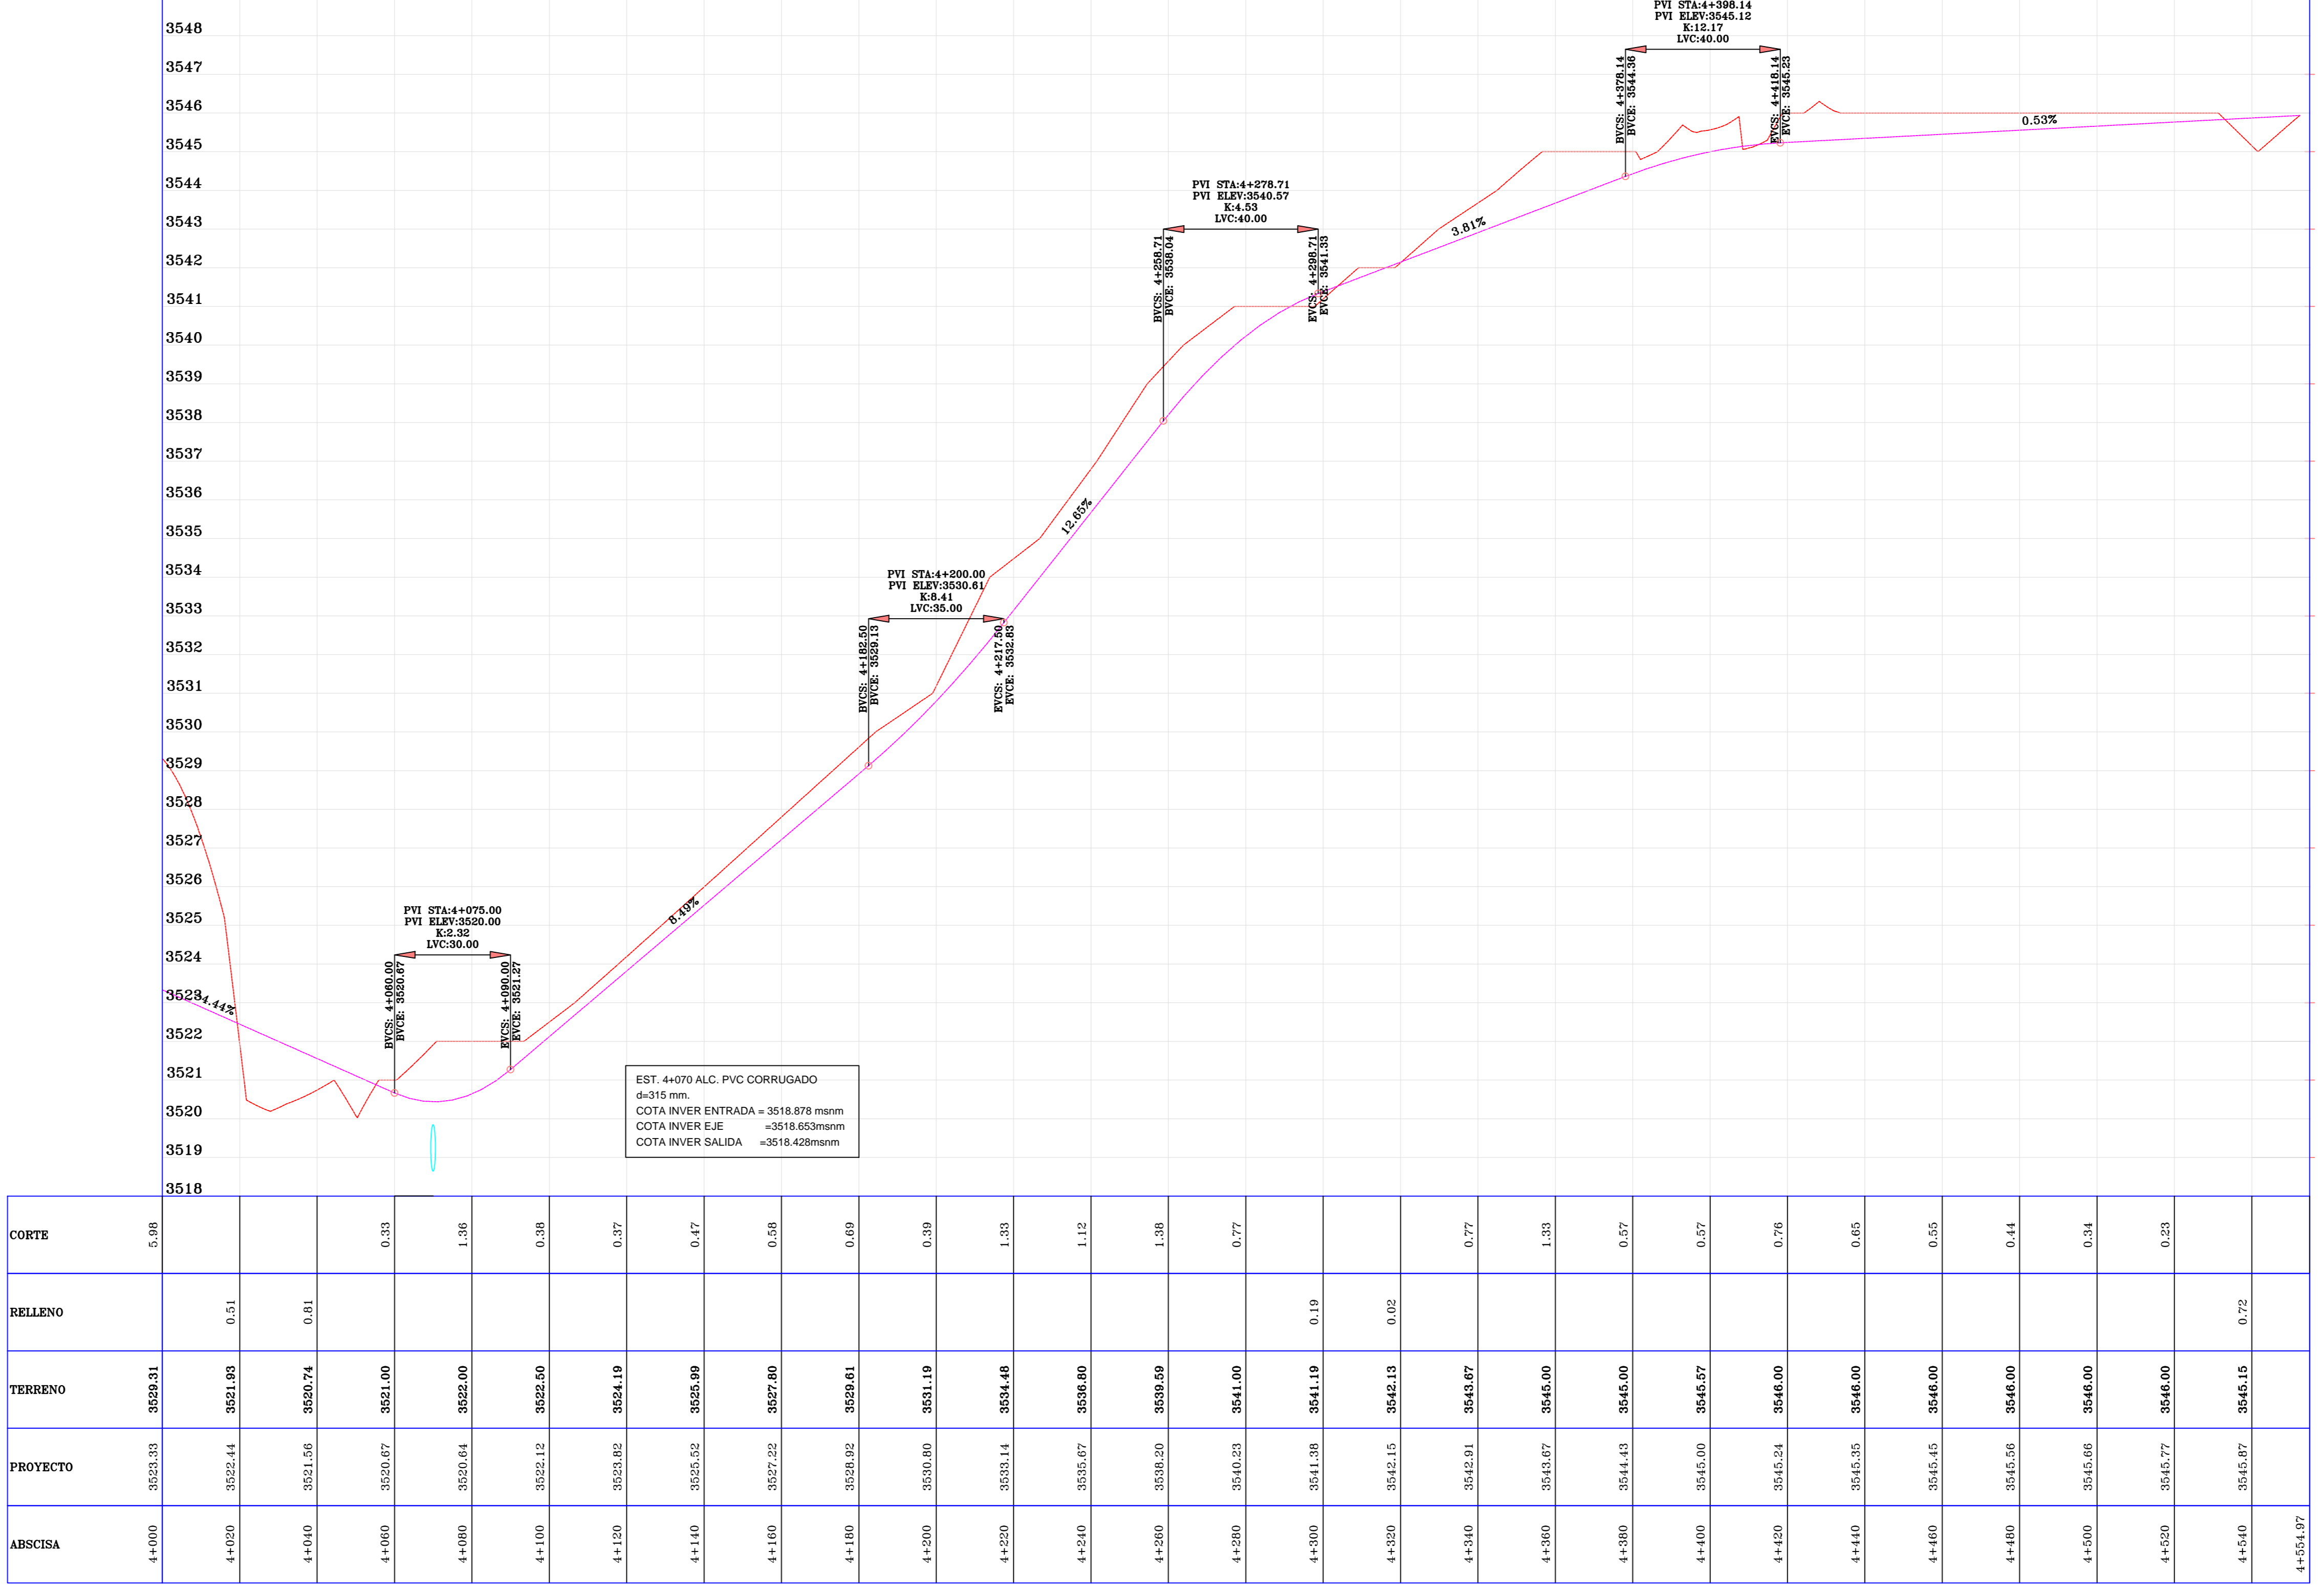 PVI STA:4+398.14
PVI ELEV:3545.12
K:12.17
LVC:40.00
BVCS: 4+378.14
BVCE: 3544.36
EVCS: 4+418.14
EVCE: 3545.23
0.53%
PVI STA:4+278.71
PVI ELEV:3540.57
K:4.53
LVC:40.00
BVCS: 4+258.71
BVCE: 3538.04
EVCS: 4+298.71
EVCE: 3541.33
3.81%
12.65%
PVI STA:4+200.00
PVI ELEV:3530.61
K:8.41
LVC:35.00
BVCS: 4+182.50
BVCE: 3529.13
EVCS: 4+217.50
EVCE: 3532.83
8.49%
PVI STA:4+075.00
PVI ELEV:3520.00
K:2.32
LVC:30.00
BVCS: 4+060.00
BVCE: 3520.67
EVCS: 4+090.00
EVCE: 3521.27
-4.44%
3548
3547
3546
3545
3544
3543
3542
3541
3540
3539
3538
3537
3536
3535
3534
3533
3532
3531
3530
3529
3528
3527
3526
3525
3524
3523
3522
3521
3520
3519
3518
EST. 4+070 ALC. PVC CORRUGADO
d=315 mm.
COTA INVER ENTRADA = 3518.878 msnm
COTA INVER EJE =3518.653msnm
COTA INVER SALIDA =3518.428msnm
CORTE 5.98 0.33 1.36 0.38 0.37 0.47 0.58 0.69 0.39 1.33 1.12 1.38 0.77 0.77 1.33 0.57 0.57 0.76 0.65 0.55 0.44 0.34 0.23
RELLENO 0.51 0.81 0.19 0.02 0.72
TERRENO 3529.31 3521.93 3520.74 3521.00 3522.00 3522.50 3524.19 3525.99 3527.80 3529.61 3531.19 3534.48 3536.80 3539.59 3541.00 3541.19 3542.13 3543.67 3545.00 3545.00 3545.57 3546.00 3546.00 3546.00 3546.00 3546.00 3546.00 3545.15
PROYECTO 3523.33 3522.44 3521.56 3520.67 3520.64 3522.12 3523.82 3525.52 3527.22 3528.92 3530.80 3533.14 3535.67 3538.20 3540.23 3541.38 3542.15 3542.91 3543.67 3544.43 3545.00 3545.24 3545.35 3545.45 3545.56 3545.66 3545.77 3545.87
ABSCISA 4+000 4+020 4+040 4+060 4+080 4+100 4+120 4+140 4+160 4+180 4+200 4+220 4+240 4+260 4+280 4+300 4+320 4+340 4+360 4+380 4+400 4+420 4+440 4+460 4+480 4+500 4+520 4+540 4+554.97